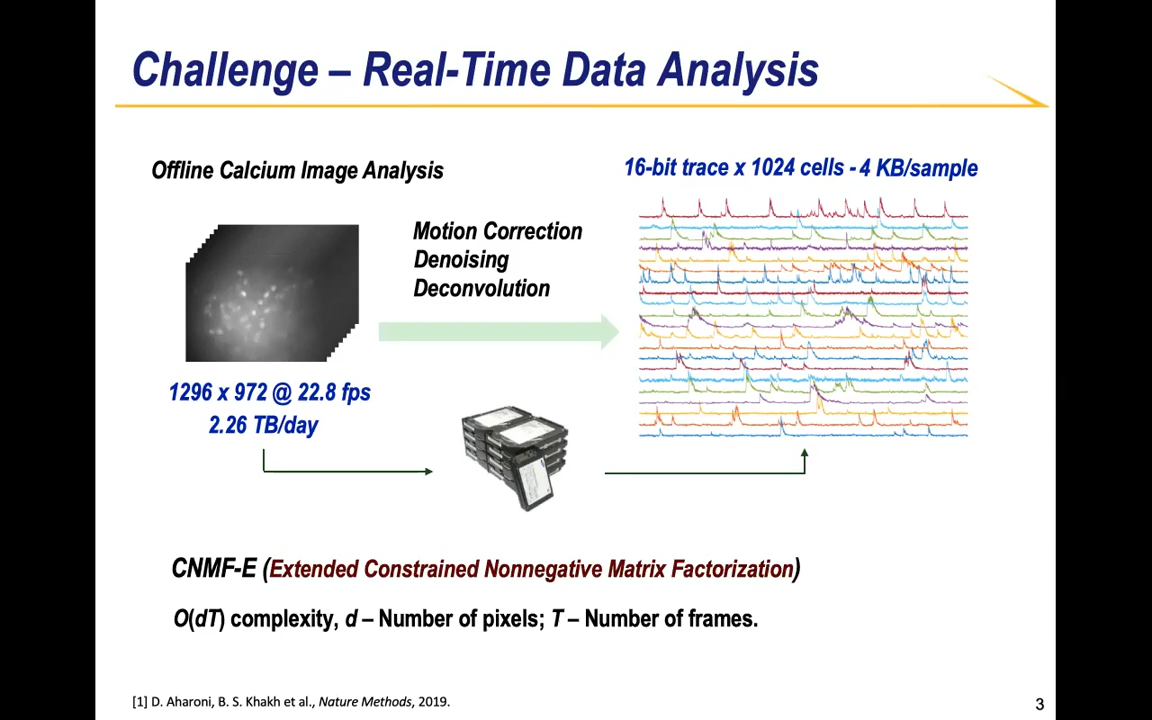 Challenge – Real-Time Data Analysis
Offline Calcium Image Analysis
16-bit trace x 1024 cells - 4 KB/sample
Motion Correction
Denoising
Deconvolution
1296 x 972 @ 22.8 fps
2.26 TB/day
CNMF-E (Extended Constrained Nonnegative Matrix Factorization)
O(dT) complexity, d – Number of pixels; T – Number of frames.
[1] D. Aharoni, B. S. Khakh et al., Nature Methods, 2019.
3